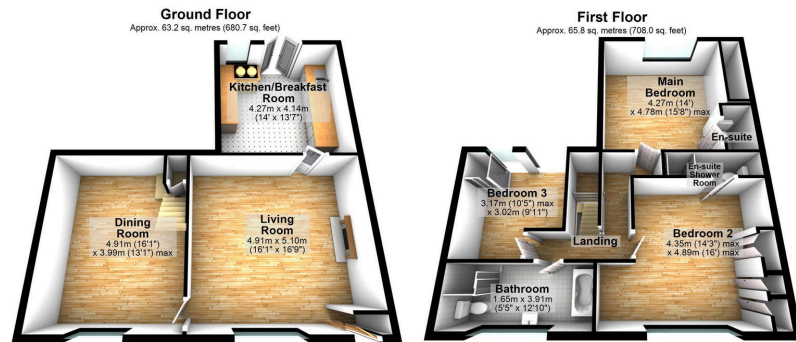 Ground Floor
Approx. 63.2 sq. metres (680.7 sq. feet)
Kitchen/Breakfast
Room
4.27m x 4.14m
(14' x 13'7")
Dining
Room
4.91m (16'1")
x 3.99m (13'1") max
Living
Room
4.91m x 5.10m
(16'1" x 16'9")
First Floor
Approx. 65.8 sq. metres (708.0 sq. feet)
Main
Bedroom
4.27m (14')
x 4.78m (15'8") max
En-suite
En-suite
Shower
Room
Bedroom 3
3.17m (10'5") max
x 3.02m (9'11")
Landing
Bedroom 2
4.35m (14'3") max
x 4.89m (16') max
Bathroom
1.65m x 3.91m
(5'5" x 12'10")